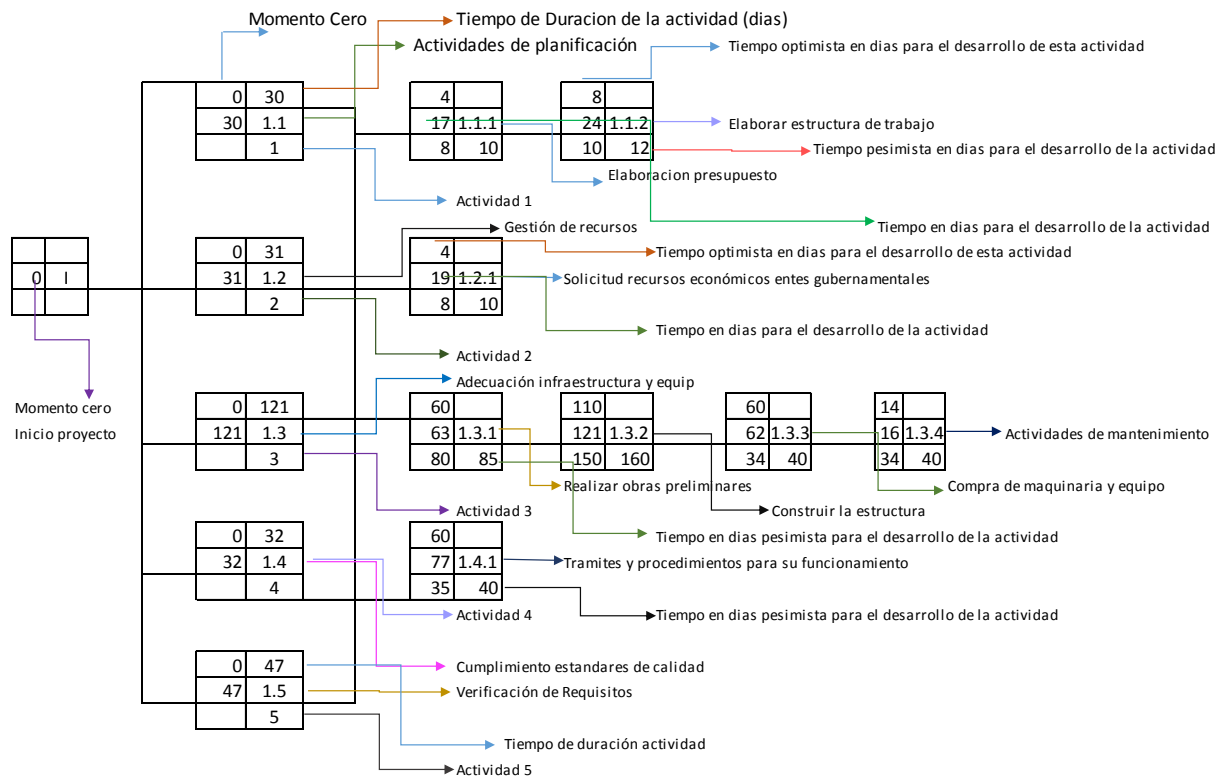 Momento Cero
Tiempo de Duracion de la actividad (dias)
Actividades de planificación
Tiempo optimista en dias para el desarrollo de esta actividad
0 30
30 1.1
1
4
17 1.1.1
8 10
8
24 1.1.2
10 12
Elaborar estructura de trabajo
Tiempo pesimista en dias para el desarrollo de la actividad
Elaboracion presupuesto
Actividad 1
Tiempo en dias para el desarrollo de la actividad
Gestión de recursos
0 I
0 31
31 1.2
2
4
19 1.2.1
8 10
Tiempo optimista en dias para el desarrollo de esta actividad
Solicitud recursos económicos entes gubernamentales
Tiempo en dias para el desarrollo de la actividad
Actividad 2
Adecuación infraestructura y equip
Momento cero
Inicio proyecto
0 121
121 1.3
3
60
63 1.3.1
80 85
110
121 1.3.2
150 160
60
62 1.3.3
34 40
14
16 1.3.4
34 40
Actividades de mantenimiento
Realizar obras preliminares
Compra de maquinaria y equipo
Actividad 3
Construir la estructura
Tiempo en dias pesimista para el desarrollo de la actividad
0 32
32 1.4
4
60
77 1.4.1
35 40
Tramites y procedimientos para su funcionamiento
Actividad 4
Tiempo en dias pesimista para el desarrollo de la actividad
0 47
47 1.5
5
Cumplimiento estandares de calidad
Verificación de Requisitos
Tiempo de duración actividad
Actividad 5